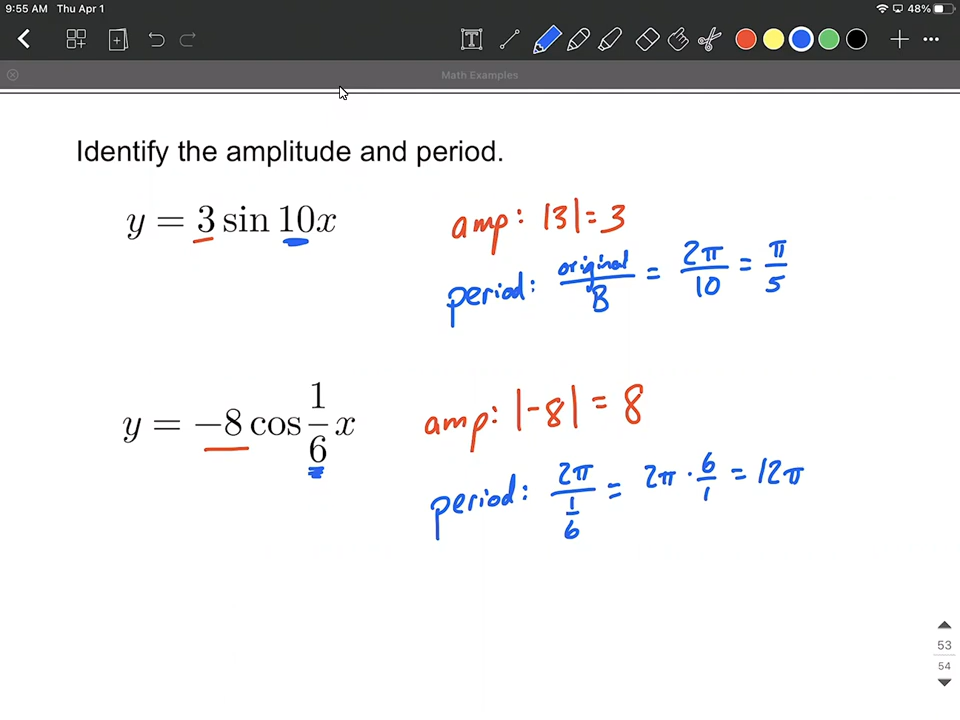 9:55 AM Thu Apr 1
48%
T
Math Examples
Identify the amplitude and period.
y = 3 sin 10x
amp: |3| = 3
period: original/B = 2π/10 = π/5
y = −8 cos 1/6 x
amp: |-8| = 8
period: 2π/(1/6) = 2π · 6/1 = 12π
53
54